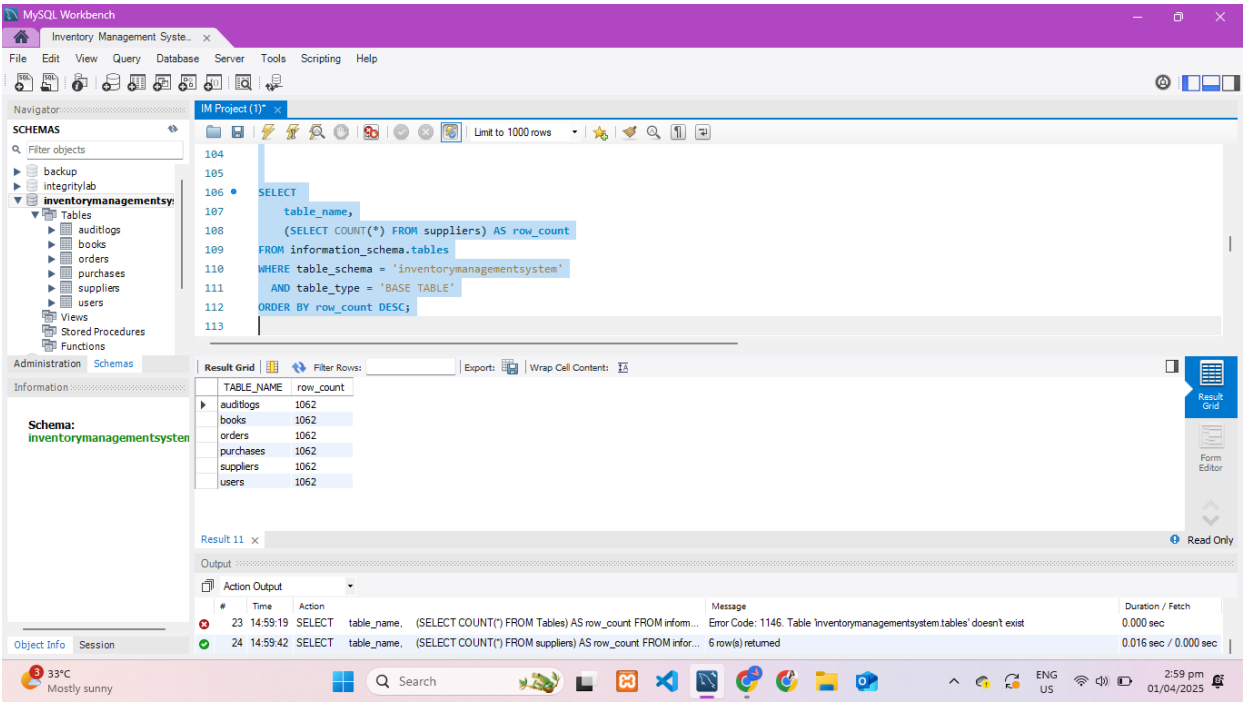 MySQL Workbench
Inventory Management Syste...
File Edit View Query Database Server Tools Scripting Help
Navigator
SCHEMAS
Filter objects
backup
integritylab
inventorymanagementsy
Tables
auditlogs
books
orders
purchases
suppliers
users
Views
Stored Procedures
Functions
Administration Schemas
Information
Schema:
inventorymanagementsysten
Object Info Session
IM Project (1)*
Limit to 1000 rows
104
105
106 SELECT
107 table_name,
108 (SELECT COUNT(*) FROM suppliers) AS row_count
109 FROM information_schema.tables
110 WHERE table_schema = 'inventorymanagementsystem'
111 AND table_type = 'BASE TABLE'
112 ORDER BY row_count DESC;
113
Result Grid Filter Rows: Export: Wrap Cell Content:
TABLE_NAME row_count
auditlogs 1062
books 1062
orders 1062
purchases 1062
suppliers 1062
users 1062
Result Grid
Form Editor
Result 11 Read Only
Output
Action Output
# Time Action Message Duration / Fetch
23 14:59:19 SELECT table_name, (SELECT COUNT(*) FROM Tables) AS row_count FROM inform... Error Code: 1146. Table 'inventorymanagementsystem.tables' doesn't exist 0.000 sec
24 14:59:42 SELECT table_name, (SELECT COUNT(*) FROM suppliers) AS row_count FROM infor... 6 row(s) returned 0.016 sec / 0.000 sec
3
33°C
Mostly sunny
Search
ENG
US
2:59 pm
01/04/2025